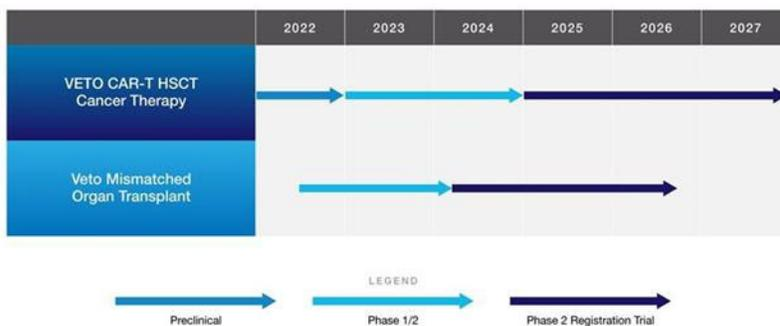 2022 2023 2024 2025 2026 2027
VETO CAR-T HSCT
Cancer Therapy
Veto Mismatched
Organ Transplant
LEGEND
Preclinical Phase 1/2 Phase 2 Registration Trial